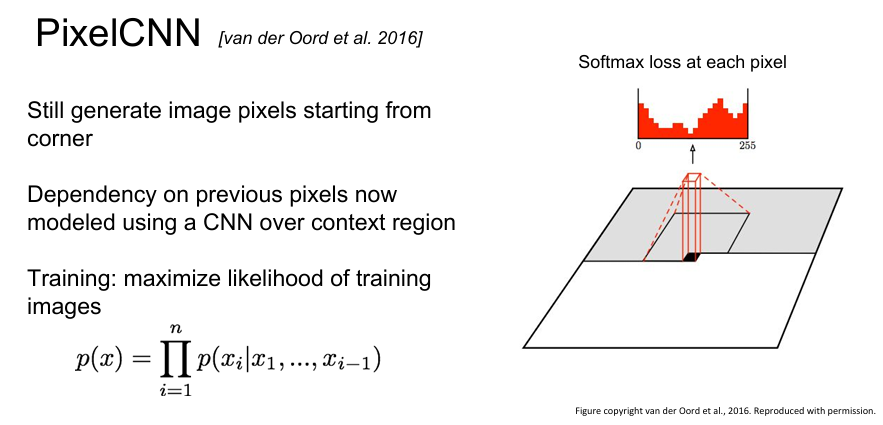 PixelCNN [van der Oord et al. 2016]
Still generate image pixels starting from
corner
Dependency on previous pixels now
modeled using a CNN over context region
Training: maximize likelihood of training
images
p(x) = ∏_{i=1}^{n} p(x_i|x_1, ..., x_{i−1})
Softmax loss at each pixel
0 255
Figure copyright van der Oord et al., 2016. Reproduced with permission.